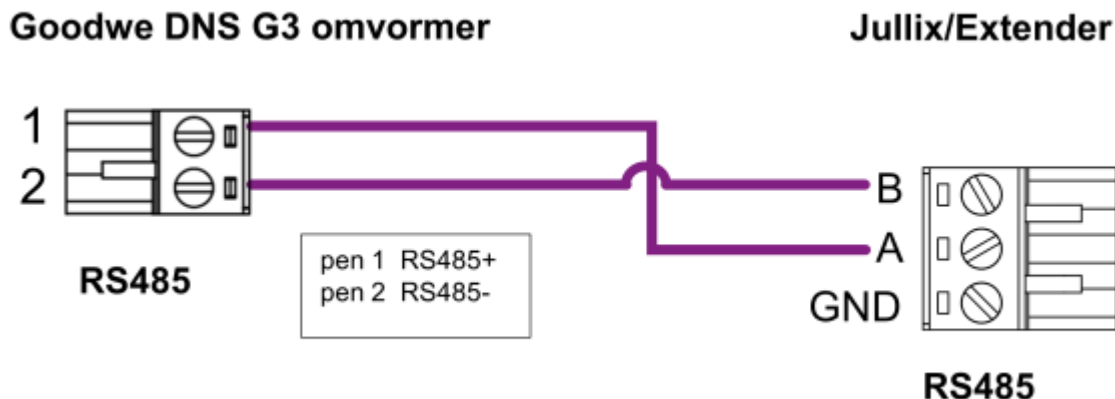 Goodwe DNS G3 omvormer
Jullix/Extender
1
2
B
A
GND
RS485
pen 1 RS485+
pen 2 RS485-
RS485